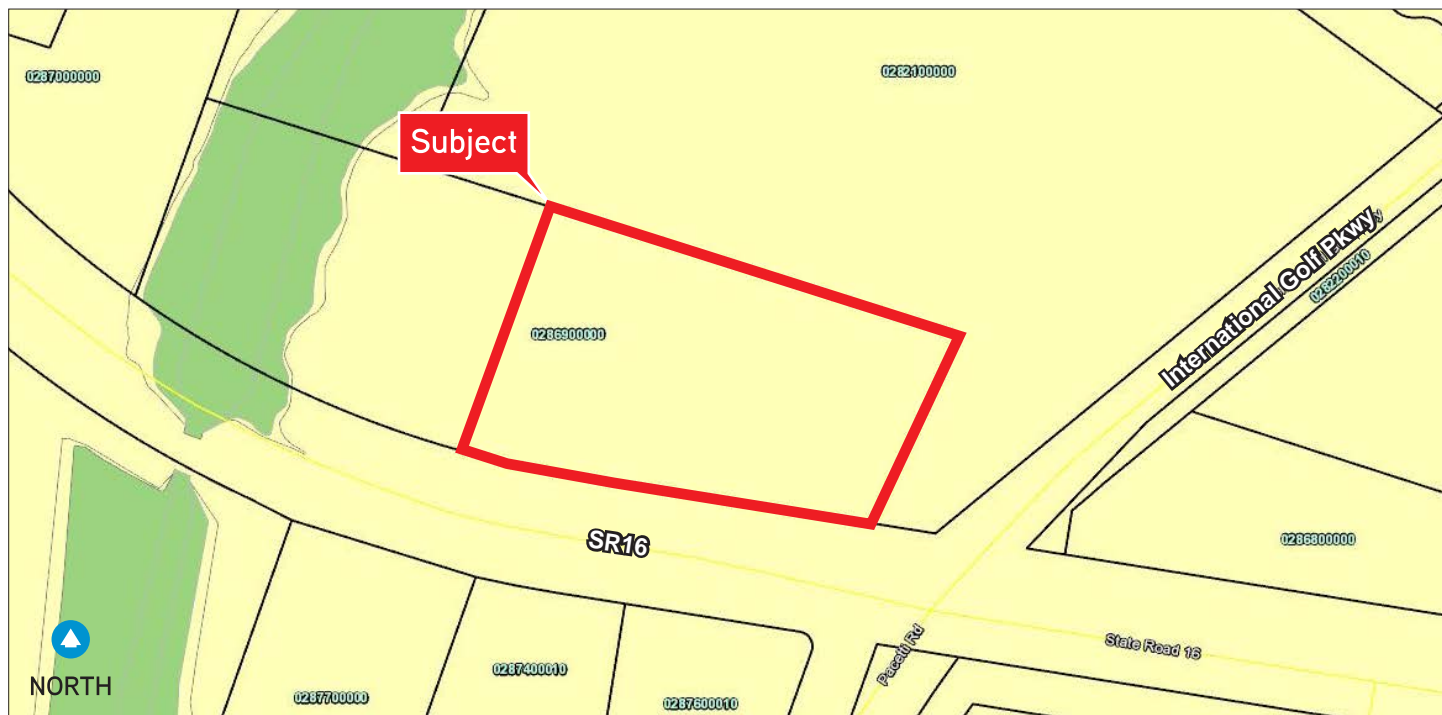 0287000000
0282100000
Subject
International Golf Pkwy
0282200010
0286900000
SR16
0286800000
State Road 16
Pacetti Rd
NORTH
0287700000
0287400010
0287600010